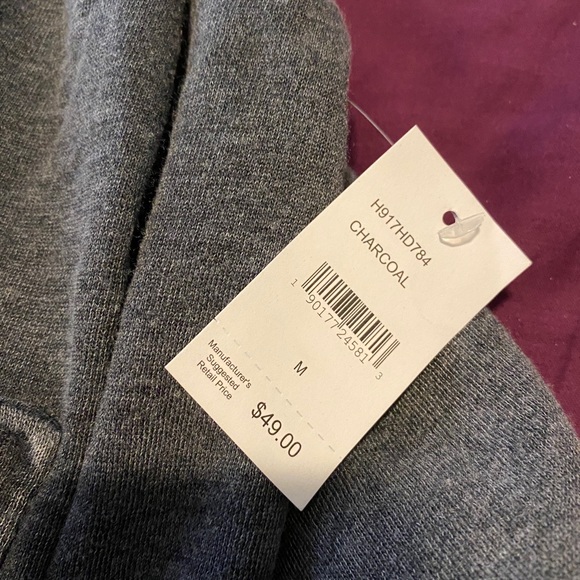 H917HD784
CHARCOAL
1 90177 24581 3
M
Manufacturer's
Suggested
Retail Price
$49.00